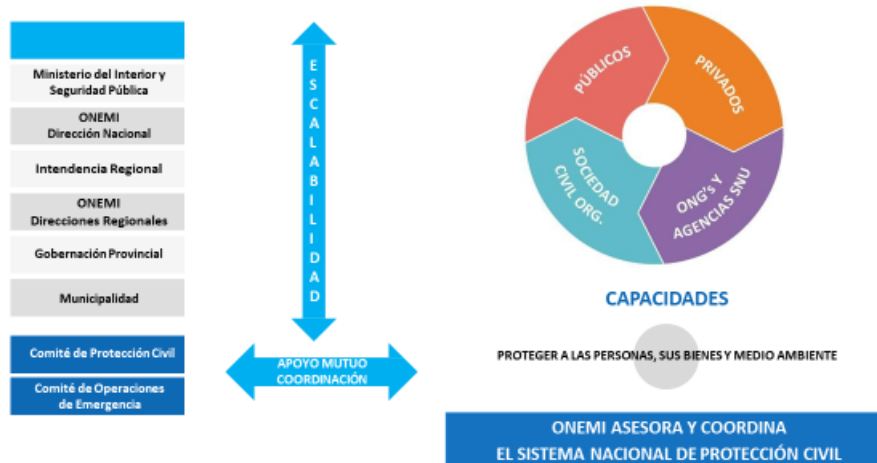 Ministerio del Interior y
Seguridad Pública
ONEMI
Dirección Nacional
Intendencia Regional
ONEMI
Direcciones Regionales
Gobernación Provincial
Municipalidad
Comité de Protección Civil
Comité de Operaciones
de Emergencia
ESCALABILIDAD
APOYO MUTUO
COORDINACIÓN
PÚBLICOS
PRIVADOS
SOCIEDAD
CIVIL ORG.
ONG's Y
AGENCIAS SNU
CAPACIDADES
PROTEGER A LAS PERSONAS, SUS BIENES Y MEDIO AMBIENTE
ONEMI ASESORA Y COORDINA
EL SISTEMA NACIONAL DE PROTECCIÓN CIVIL